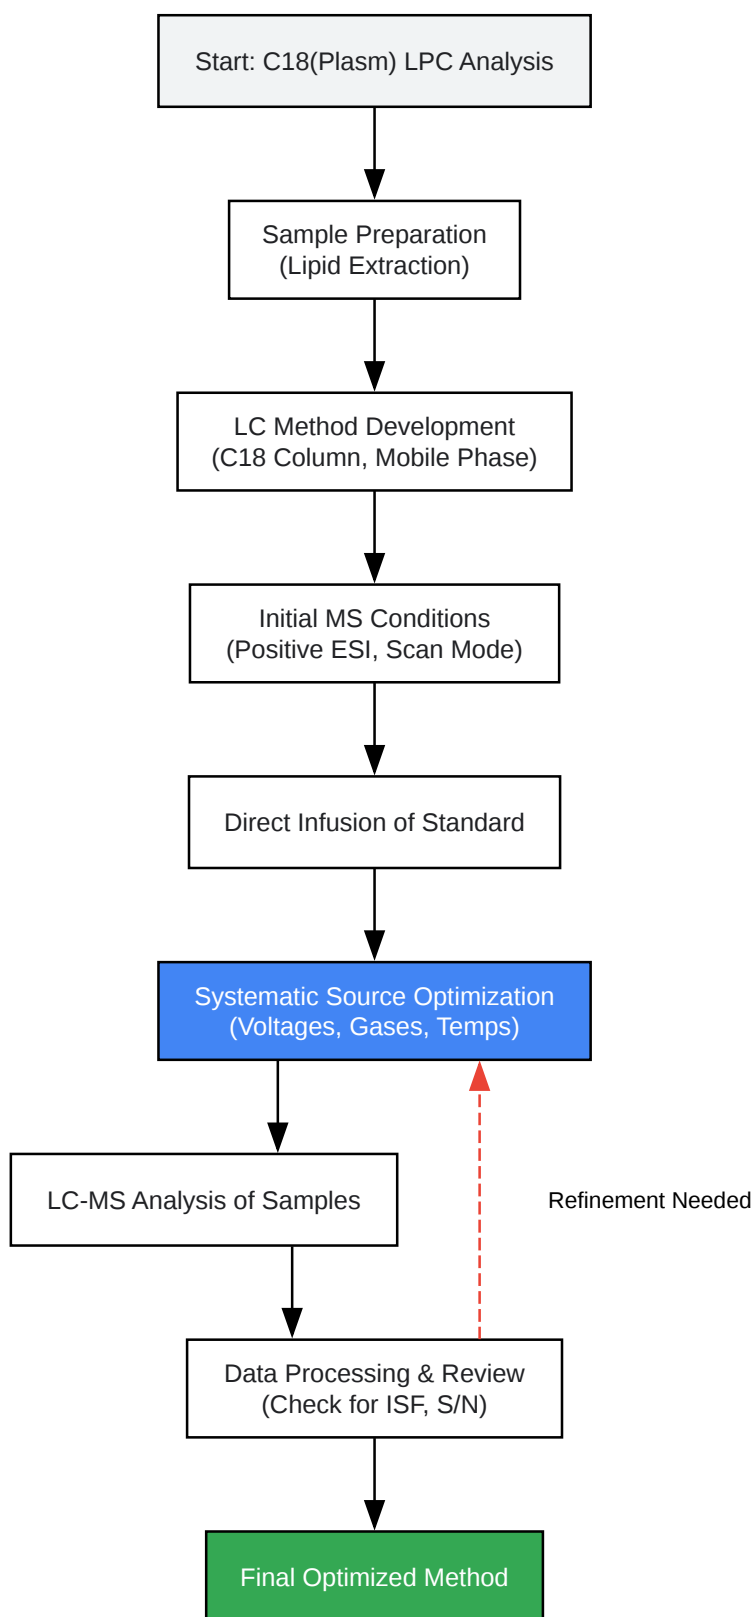 Start: C18(Plasm) LPC Analysis
Sample Preparation
(Lipid Extraction)
LC Method Development
(C18 Column, Mobile Phase)
Initial MS Conditions
(Positive ESI, Scan Mode)
Direct Infusion of Standard
Systematic Source Optimization
(Voltages, Gases, Temps)
LC-MS Analysis of Samples
Refinement Needed
Data Processing & Review
(Check for ISF, S/N)
Final Optimized Method